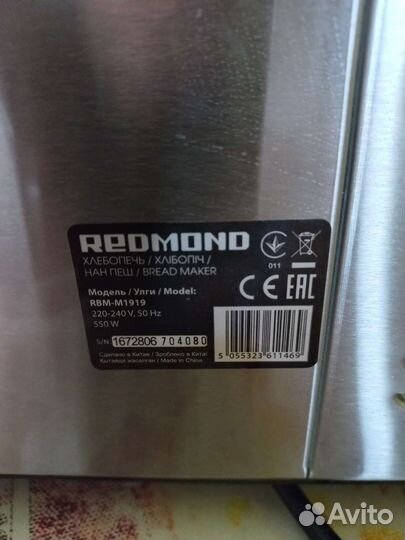 REDMOND
ХЛЕБОПЕЧЬ / ХЛІБОПІЧ /
НАН ПЕШ / BREAD MAKER
011
Модель / Улгi / Model:
RBM-M1919
220-240 V, 50 Hz
550 W
CE EAC
S/N: 1672806 704080
5 055323 611469
Сделано в Китае / Зроблено в Китаї
Қытайда жасалған / Made in China
Avito